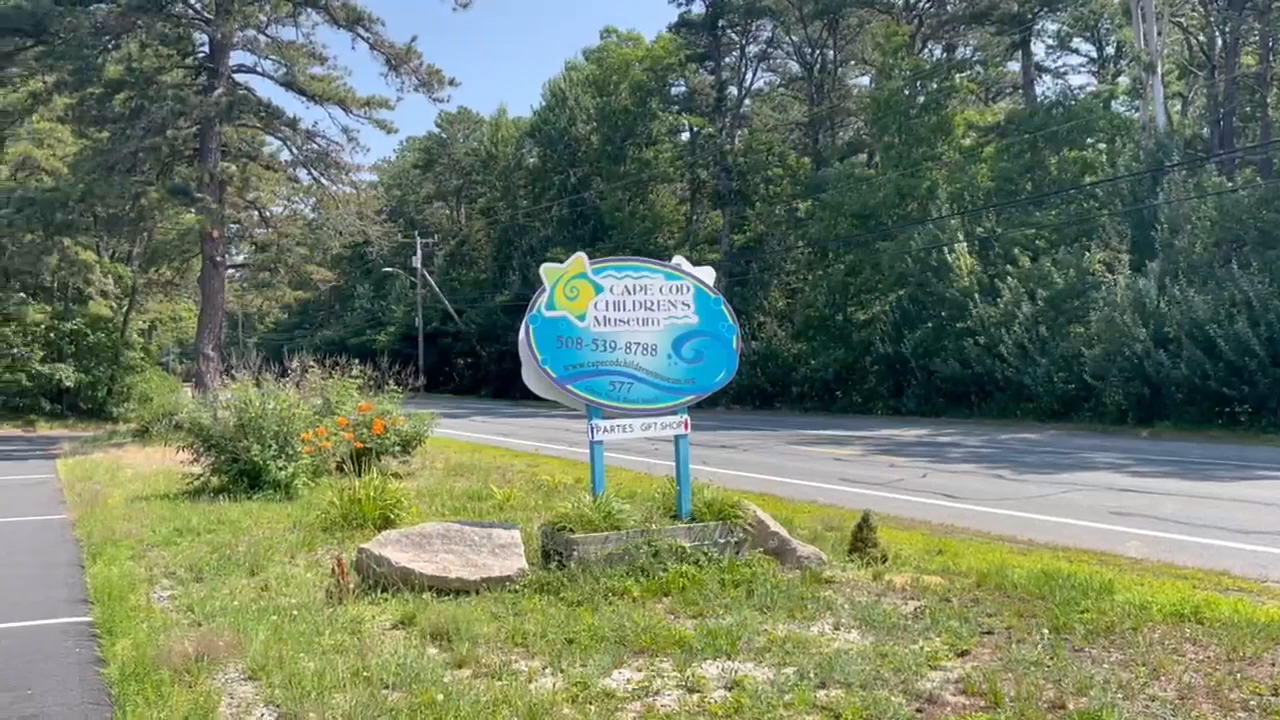 CAPE COD
CHILDREN'S
Museum
508-539-8788
www.capecodchildrensmuseum.org
577
PARTIES GIFT SHOP